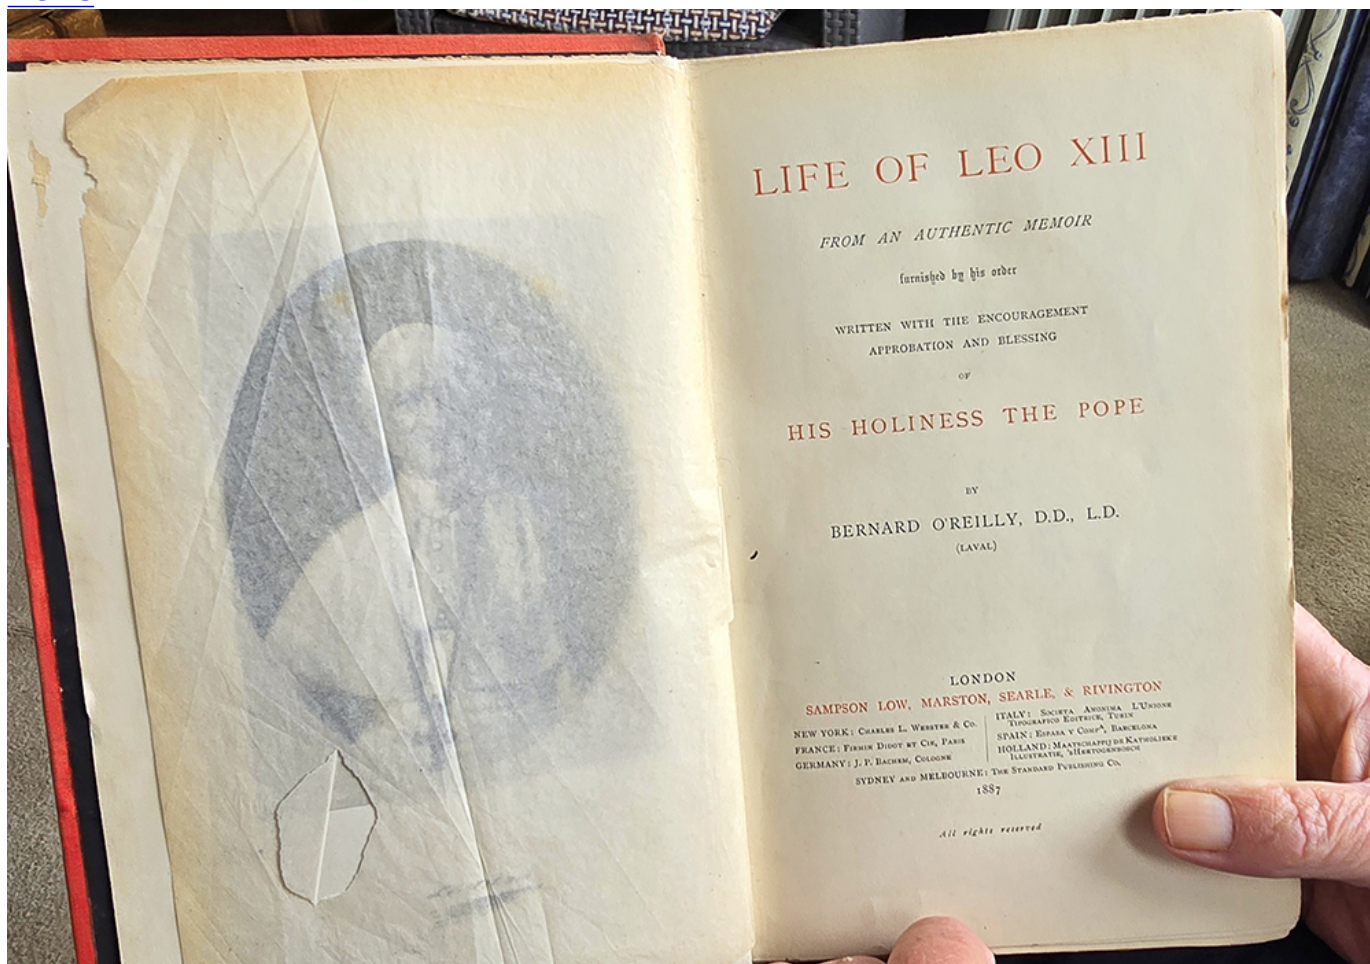 LIFE OF LEO XIII
FROM AN AUTHENTIC MEMOIR
furnished by his order
WRITTEN WITH THE ENCOURAGEMENT
APPROBATION AND BLESSING
OF
HIS HOLINESS THE POPE
BY
BERNARD O'REILLY, D.D., L.D.
(LAVAL)
LONDON
SAMPSON LOW, MARSTON, SEARLE, & RIVINGTON
NEW YORK: CHARLES L. WEBSTER & CO.
FRANCE: FIRMIN DIDOT ET CIE, PARIS
GERMANY: J. P. BACHEM, COLOGNE
ITALY: SOCIETA ANONIMA L'UNIONE
TIPOGRAFICO EDITRICE, TURIN
SPAIN: ESPASA Y COMPᴬ, BARCELONA
HOLLAND: MAATSCHAPPIJ DE KATHOLIEKE
ILLUSTRATIE, 'SHERTOGENBOSCH
SYDNEY AND MELBOURNE: THE STANDARD PUBLISHING CO.
1887
All rights reserved